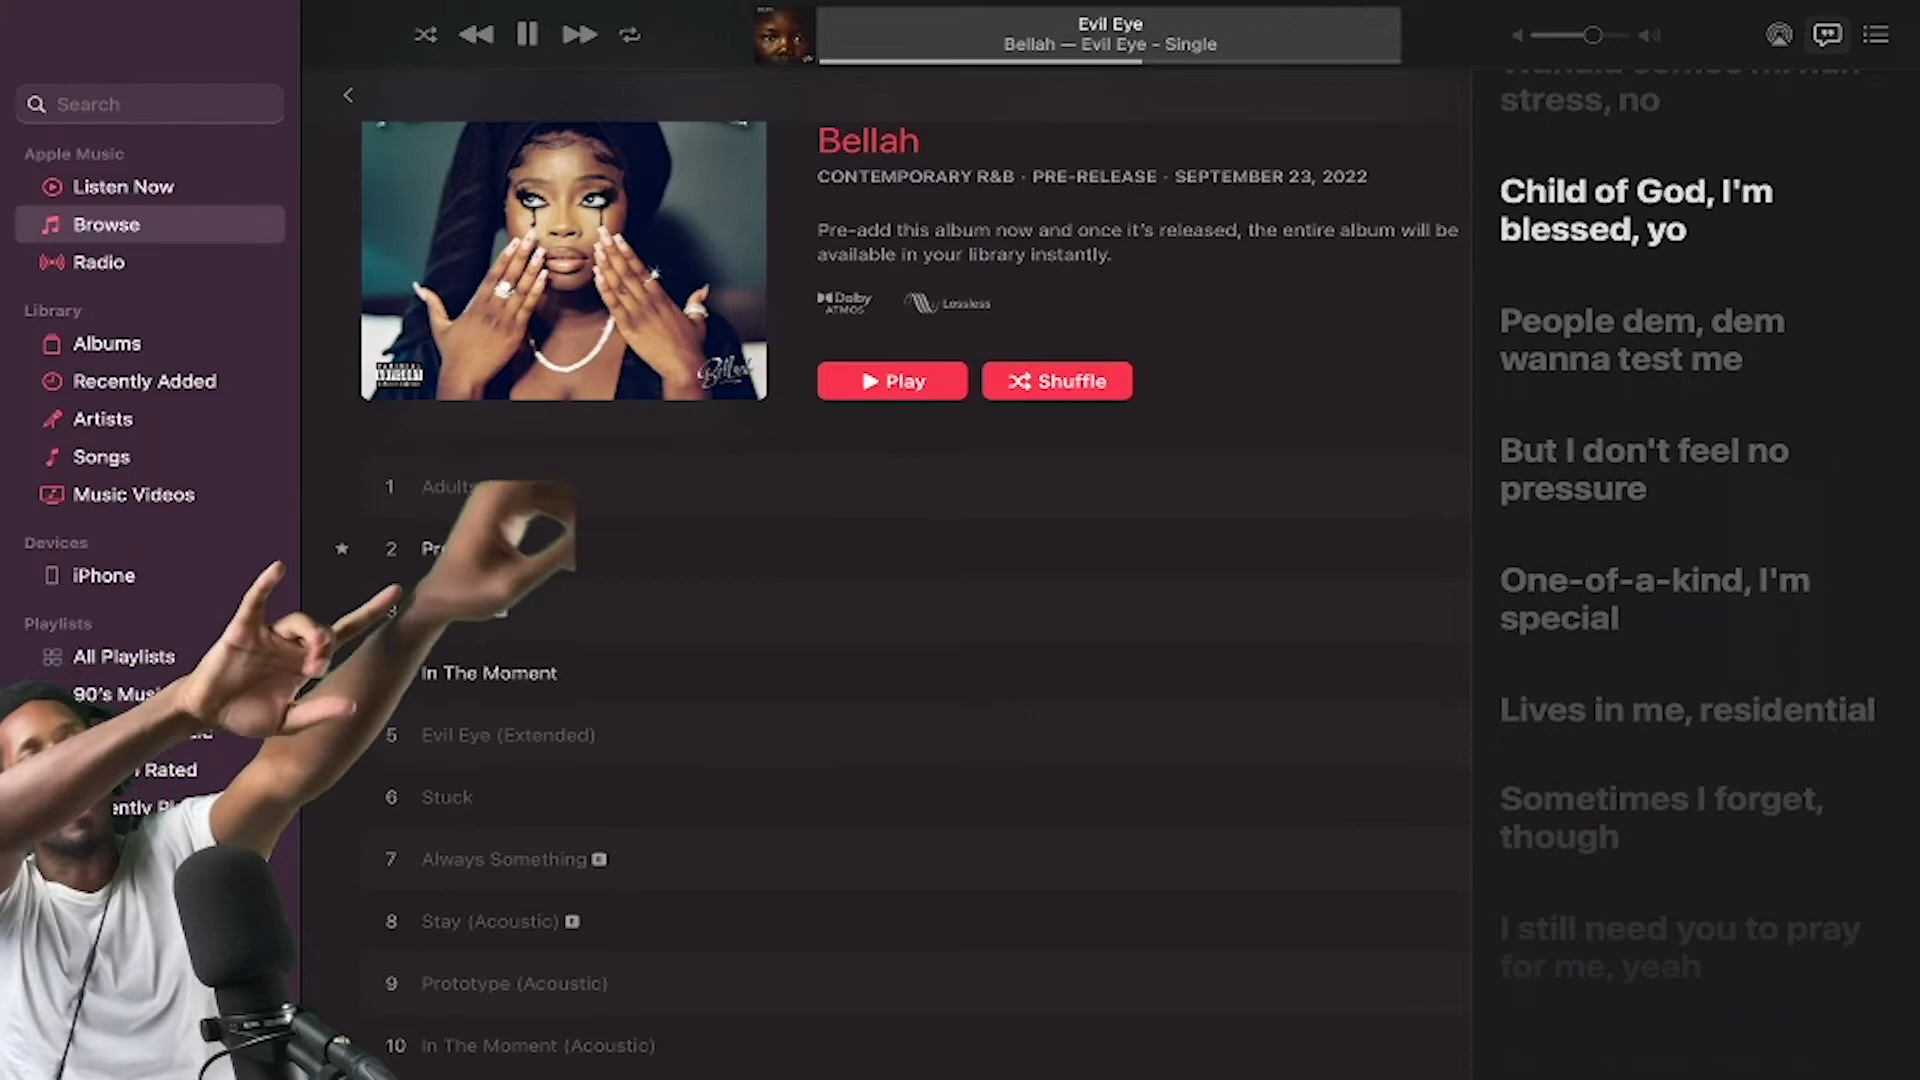 Evil Eye
Bellah — Evil Eye - Single
Search
Apple Music
Listen Now
Browse
Radio
Library
Albums
Recently Added
Artists
Songs
Music Videos
Devices
iPhone
Playlists
All Playlists
90's
Rated
Bellah
CONTEMPORARY R&B · PRE-RELEASE · SEPTEMBER 23, 2022
Pre-add this album now and once it's released, the entire album will be
available in your library instantly.
Dolby
ATMOS
Lossless
Play
Shuffle
PARENTAL
ADVISORY
Bellah
1 Adults
2
3
In The Moment
5 Evil Eye (Extended)
6 Stuck
7 Always Something E
8 Stay (Acoustic) E
9 Prototype (Acoustic)
10 In The Moment (Acoustic)
stress, no
Child of God, I'm
blessed, yo
People dem, dem
wanna test me
But I don't feel no
pressure
One-of-a-kind, I'm
special
Lives in me, residential
Sometimes I forget,
though
I still need you to pray
for me, yeah